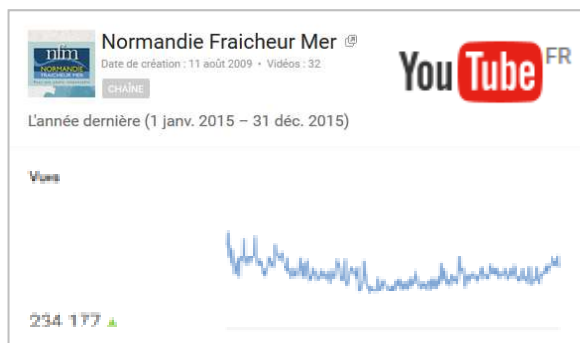 Normandie Fraicheur Mer
Date de création : 11 août 2009 • Vidéos : 32
CHAÎNE
nfm
NORMANDIE
FRAICHEUR MER
YouTube FR
L'année dernière (1 janv. 2015 – 31 déc. 2015)
Vues
234 177